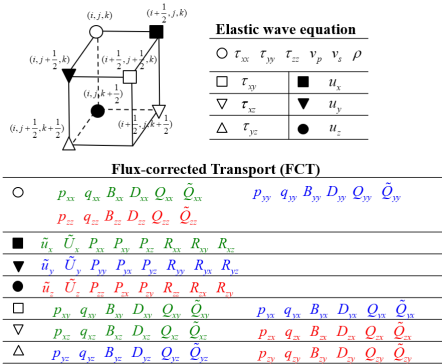 (i,j,k)
(i+1/2,j,k)
(i,j+1/2,k)
(i+1/2,j+1/2,k)
(i,j,k+1/2)
(i,j+1/2,k+1/2)
(i+1/2,j,k+1/2)
Elastic wave equation
○ τxx τyy τzz vp vs ρ
□ τxy ■ ux
▽ τxz ▼ uy
△ τyz ● uz
Flux-corrected Transport (FCT)
○ pxx qxx Bxx Dxx Qxx Q̃xx pyy qyy Byy Dyy Qyy Q̃yy
pzz qzz Bzz Dzz Qzz Q̃zz
■ ũx Ũx Pxx Pxy Pxz Rxx Rxy Rxz
▼ ũy Ũy Pyy Pyx Pyz Ryy Ryx Ryz
● ũz Ũz Pzz Pzx Pzy Rzz Rzx Rzy
□ pxy qxy Bxy Dxy Qxy Q̃xy pyx qyx Byx Dyx Qyx Q̃yx
▽ pxz qxz Bxz Dxz Qxz Q̃xz pzx qzx Bzx Dzx Qzx Q̃zx
△ pyz qyz Byz Dyz Qyz Q̃yz pzy qzy Bzy Dzy Qzy Q̃zy